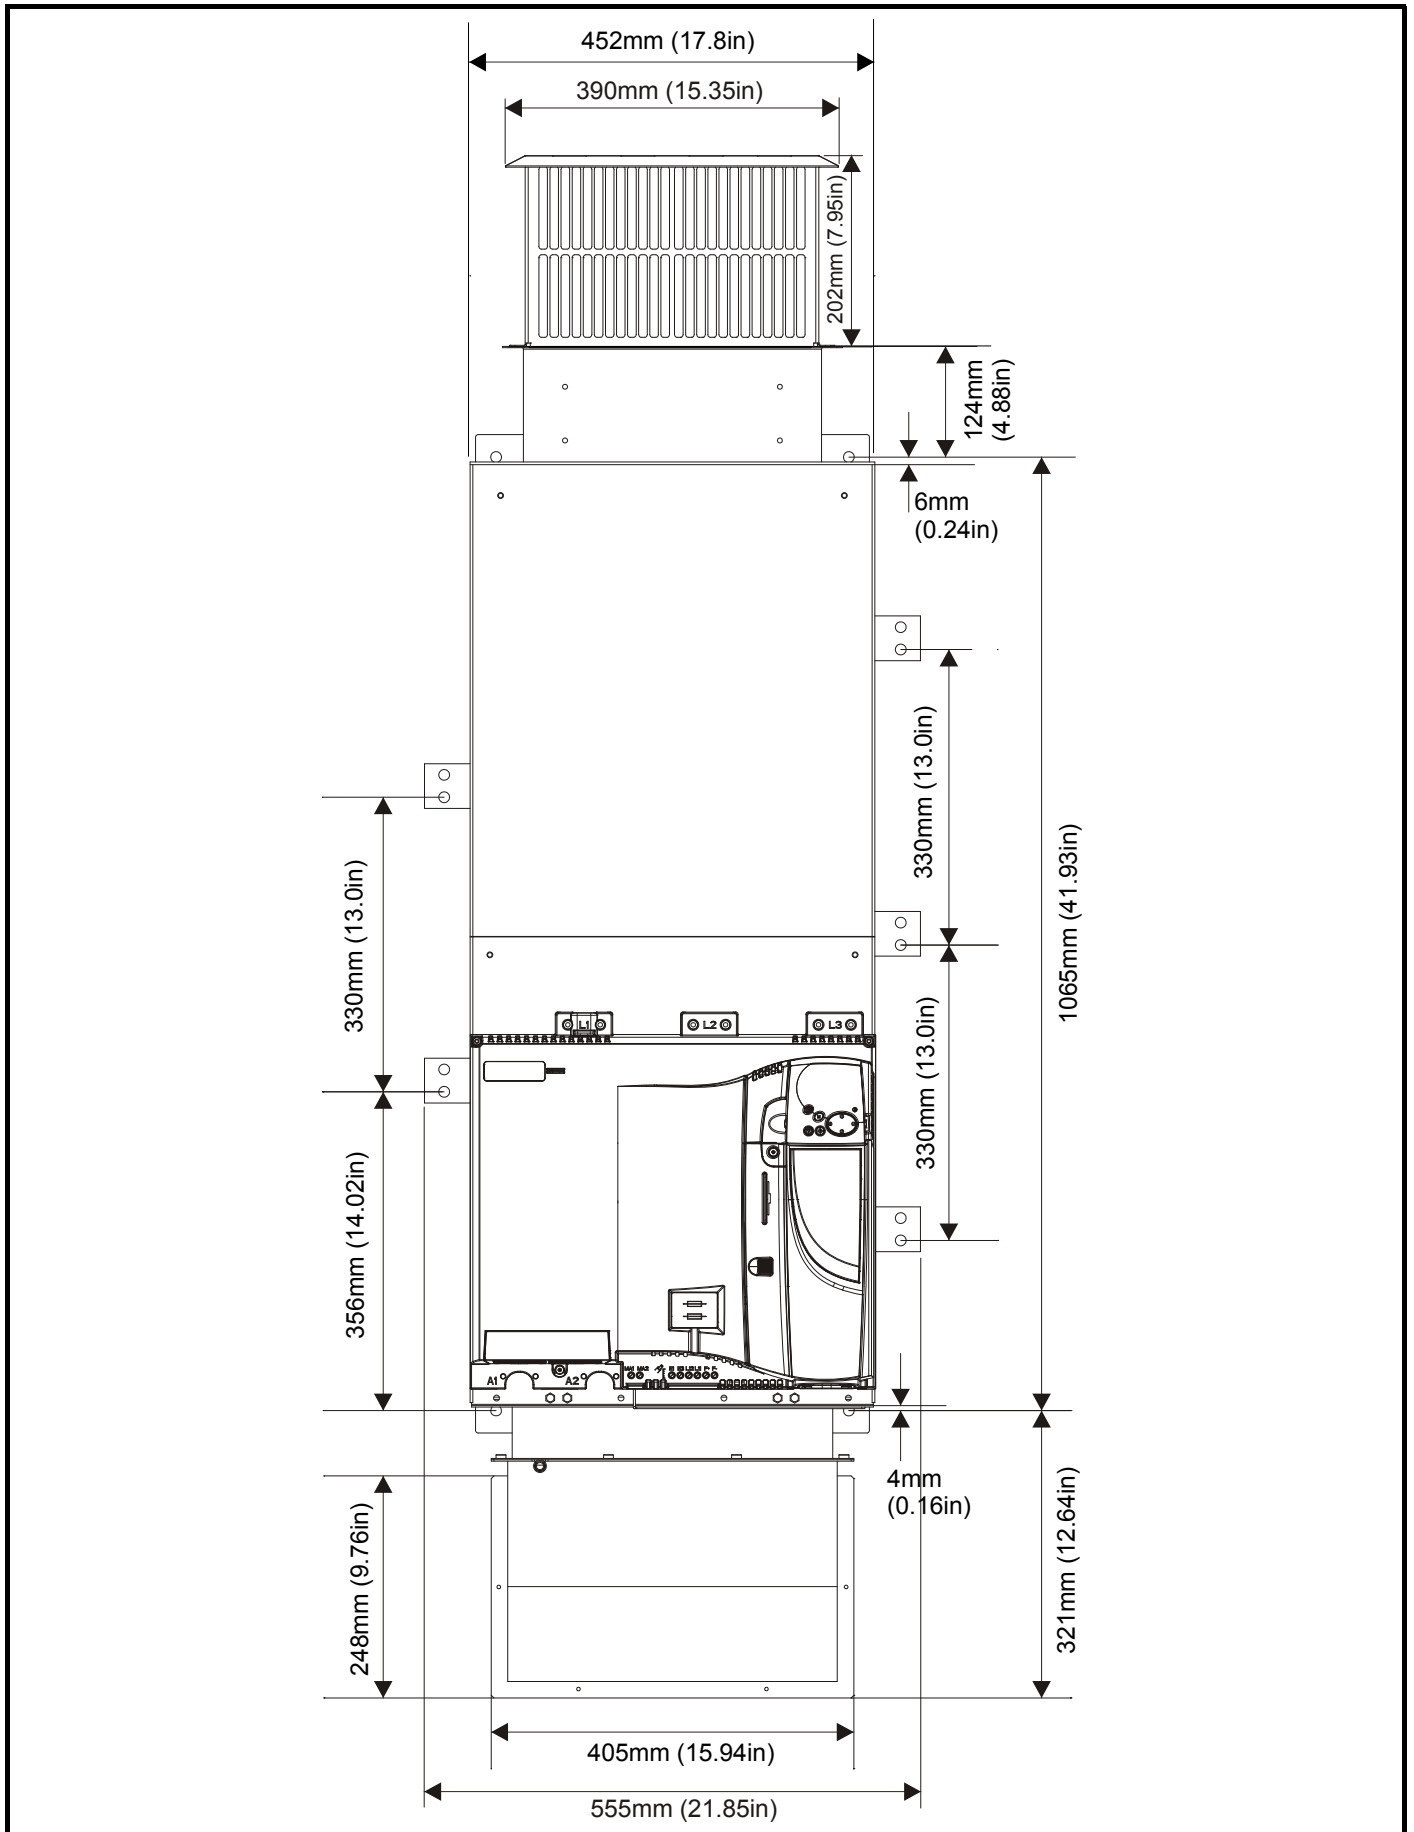 452mm (17.8in)
390mm (15.35in)
202mm (7.95in)
124mm
(4.88in)
6mm
(0.24in)
330mm (13.0in)
330mm (13.0in)
1065mm (41.93in)
L1
L2
L3
330mm (13.0in)
356mm (14.02in)
A1
A2
MA1 MA2
4mm
(0.16in)
248mm (9.76in)
321mm (12.64in)
405mm (15.94in)
555mm (21.85in)